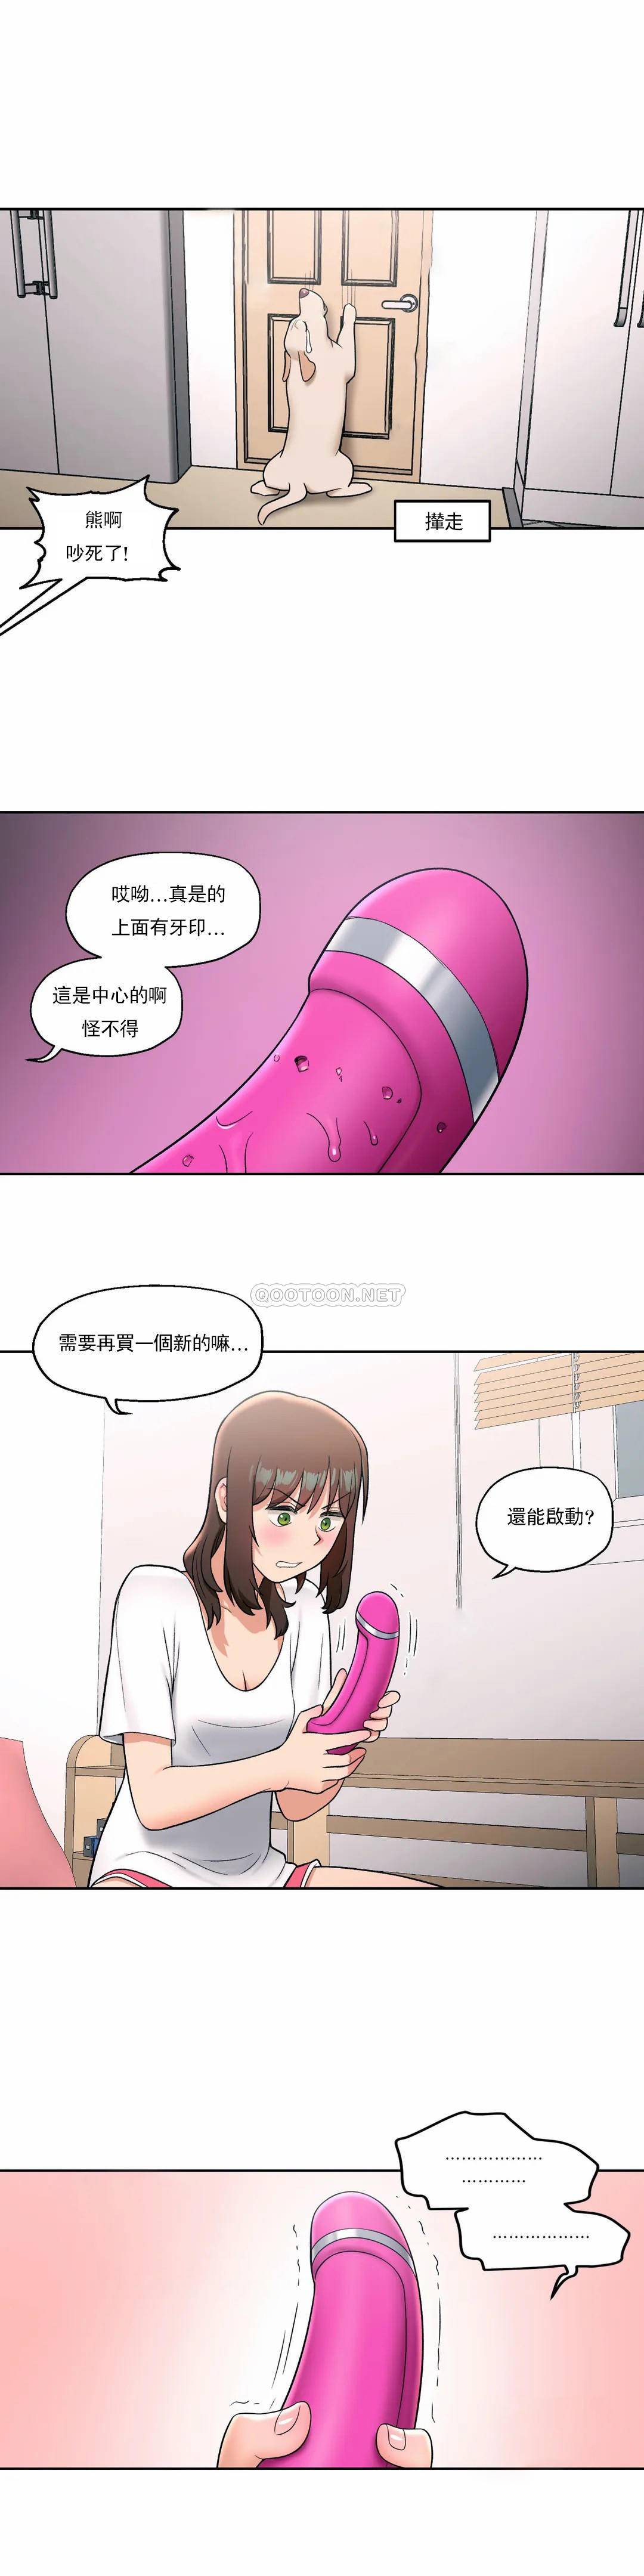 熊啊
吵死了!
攆走
哎呦...真是的
上面有牙印...
這是中心的啊
怪不得
QOOTOON.NET
需要再買一個新的嘛...
還能啟動?
..................
............
..................